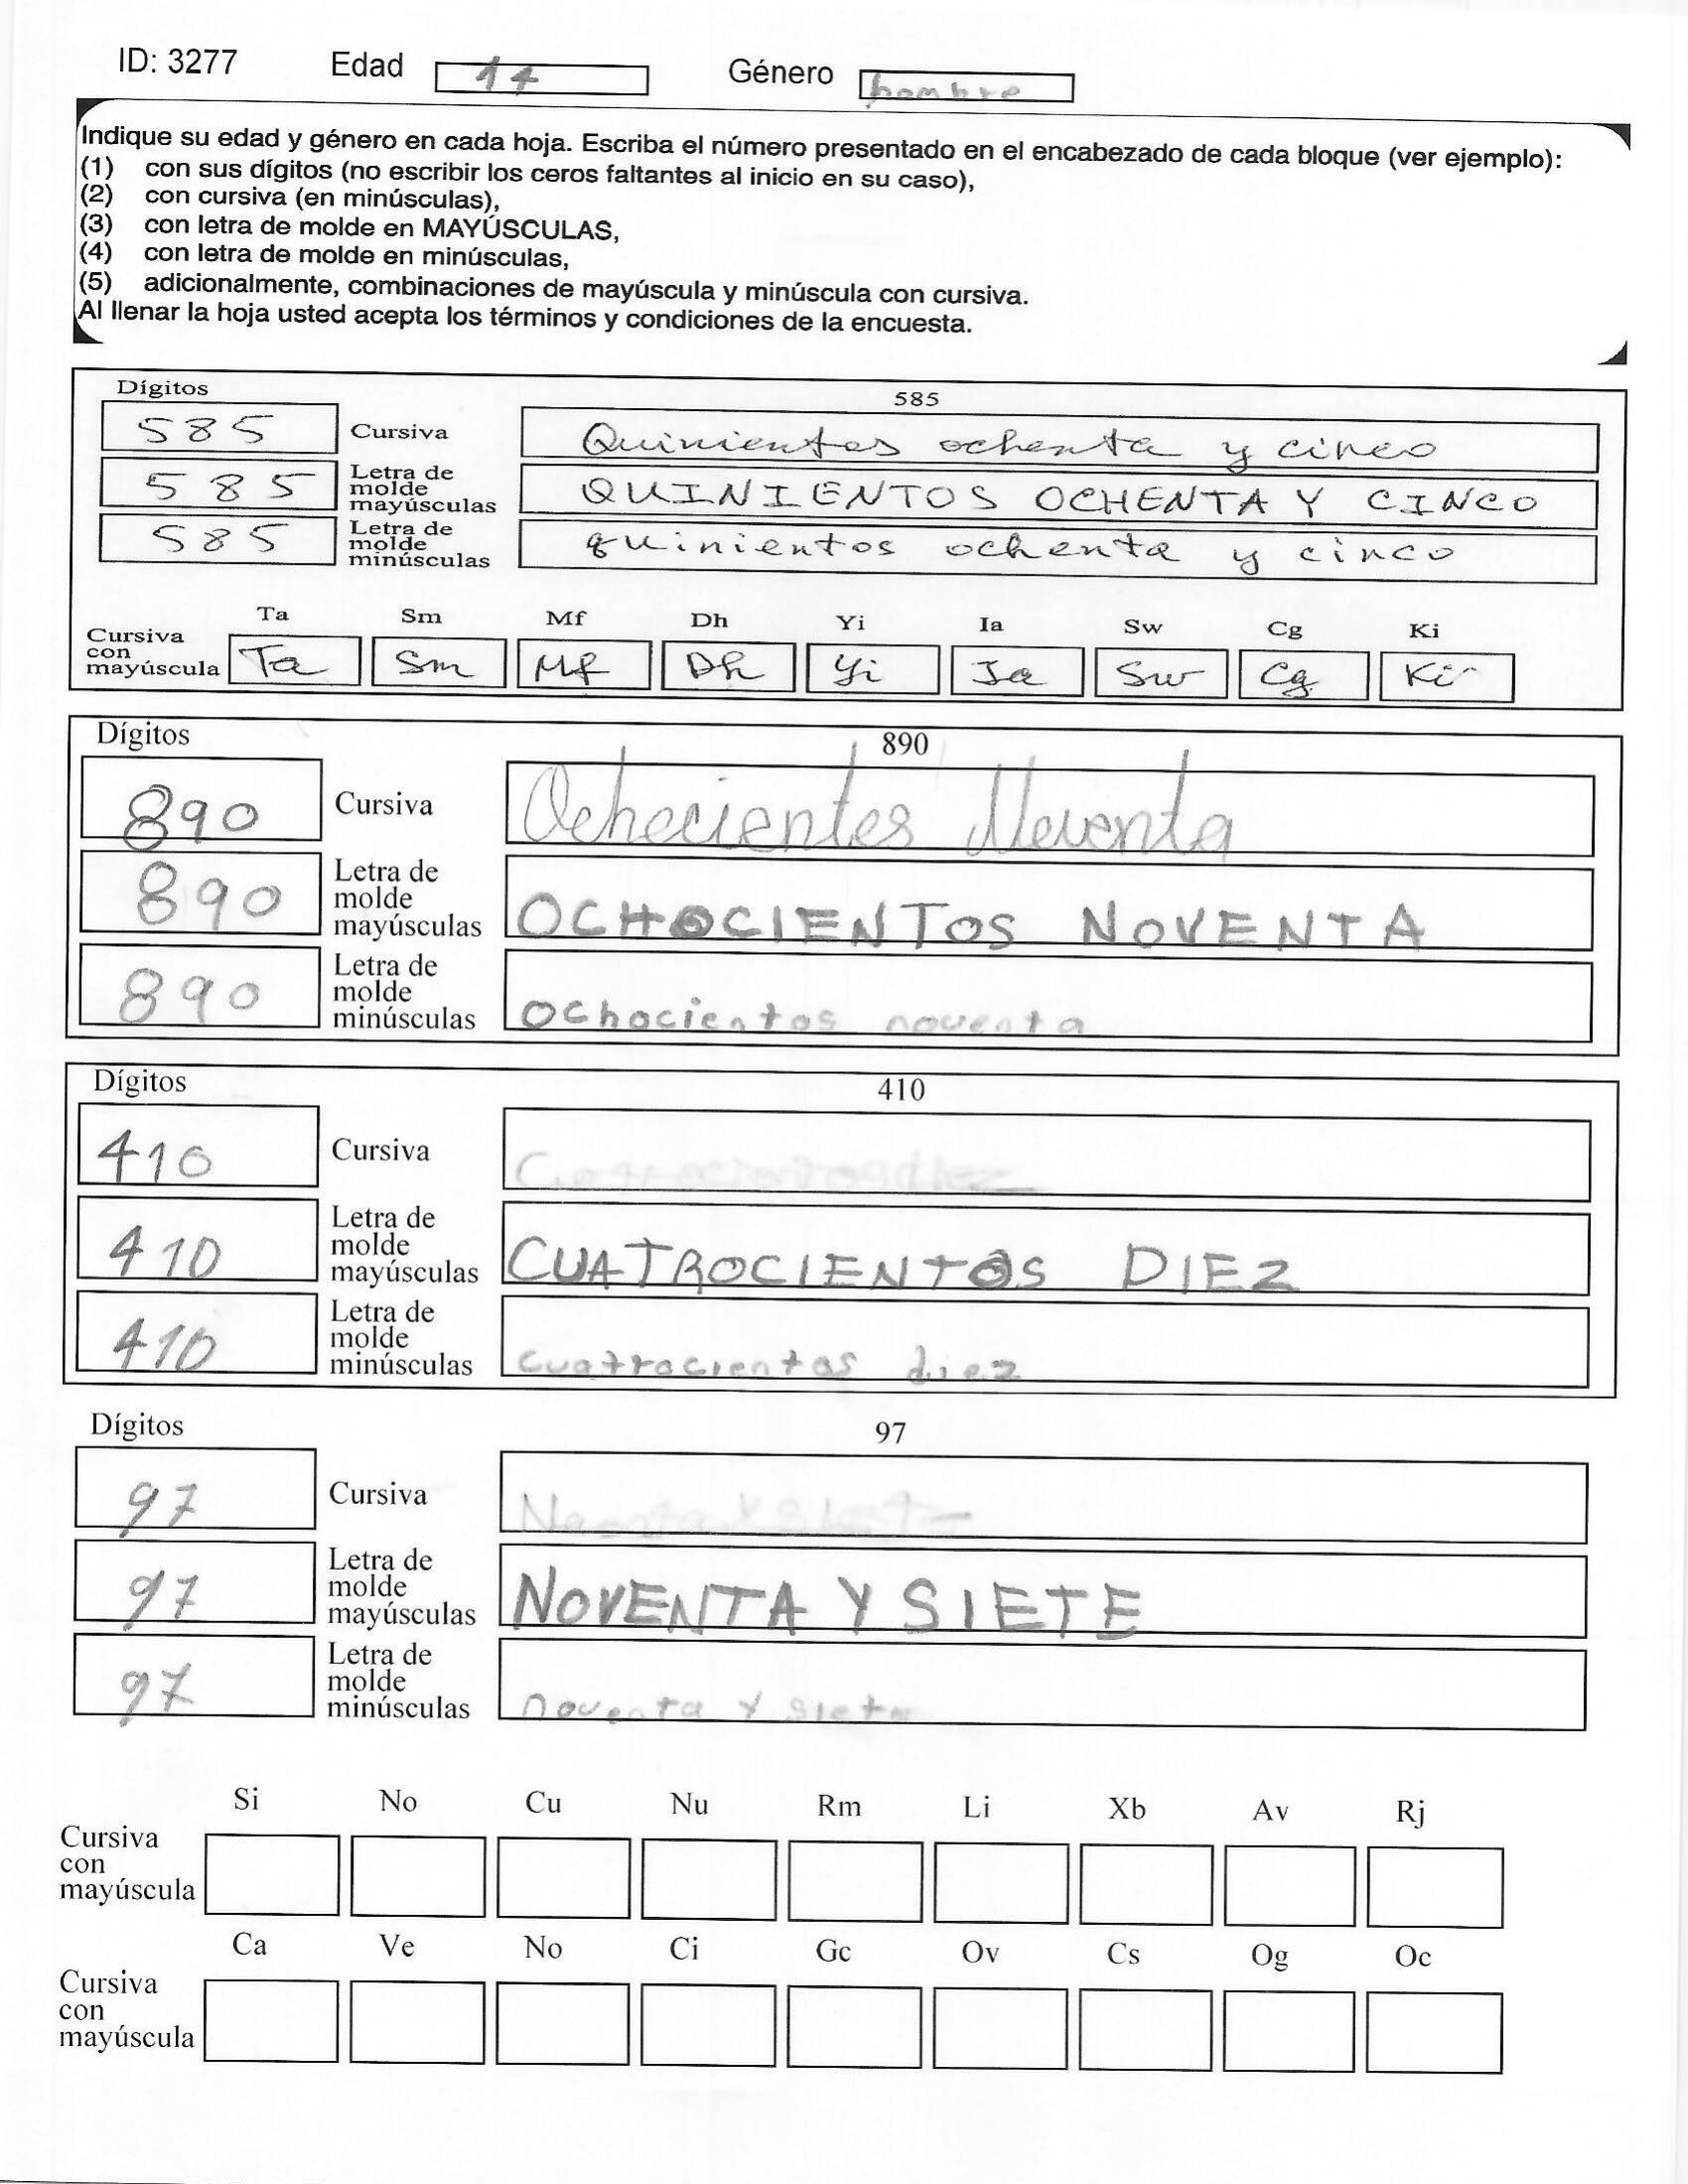 ID: 3277 Edad 14 Género hombre
Indique su edad y género en cada hoja. Escriba el número presentado en el encabezado de cada bloque (ver ejemplo):
(1) con sus dígitos (no escribir los ceros faltantes al inicio en su caso),
(2) con cursiva (en minúsculas),
(3) con letra de molde en MAYÚSCULAS,
(4) con letra de molde en minúsculas,
(5) adicionalmente, combinaciones de mayúscula y minúscula con cursiva.
Al llenar la hoja usted acepta los términos y condiciones de la encuesta.
Dígitos 585
585 Cursiva Quinientos ochenta y cinco
585 Letra de molde mayúsculas QUINIENTOS OCHENTA Y CINCO
585 Letra de molde minúsculas quinientos ochenta y cinco
Ta Sm Mf Dh Yi Ia Sw Cg Ki
Cursiva con mayúscula Ta Sm Mf Dh Yi Ia Sw Cg Ki
Dígitos 890
890 Cursiva Ochocientos Noventa
890 Letra de molde mayúsculas OCHOCIENTOS NOVENTA
890 Letra de molde minúsculas ochocientos noventa
Dígitos 410
410 Cursiva
410 Letra de molde mayúsculas CUATROCIENTOS DIEZ
410 Letra de molde minúsculas cuatrocientos diez
Dígitos 97
97 Cursiva
97 Letra de molde mayúsculas NOVENTA Y SIETE
97 Letra de molde minúsculas noventa y siete
Si No Cu Nu Rm Li Xb Av Rj
Cursiva con mayúscula
Ca Ve No Ci Gc Ov Cs Og Oc
Cursiva con mayúscula